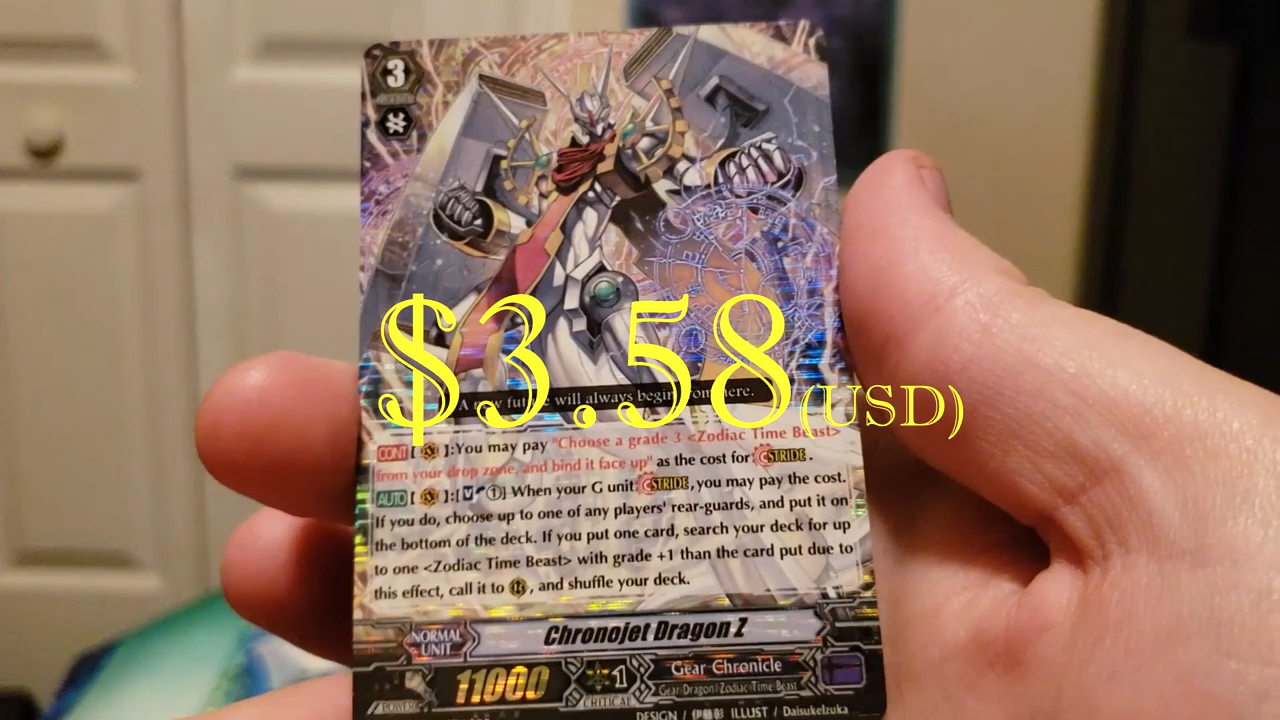 3
$3.58(USD)
A new future will always begin from here.
CONT[ ]:You may pay "Choose a grade 3 <Zodiac Time Beast>
from your drop zone, and bind it face up" as the cost for STRIDE.
AUTO[ ]:[ ①] When your G unit STRIDE, you may pay the cost.
If you do, choose up to one of any players' rear-guards, and put it on
the bottom of the deck. If you put one card, search your deck for up
to one <Zodiac Time Beast> with grade +1 than the card put due to
this effect, call it to , and shuffle your deck.
NORMAL
UNIT
Chronojet Dragon Z
POWER
11000
1
CRITICAL
Gear Chronicle
Gear Dragon/Zodiac Time Beast
DESIGN / 伊藤彰 ILLUST / DaisukeIzuka